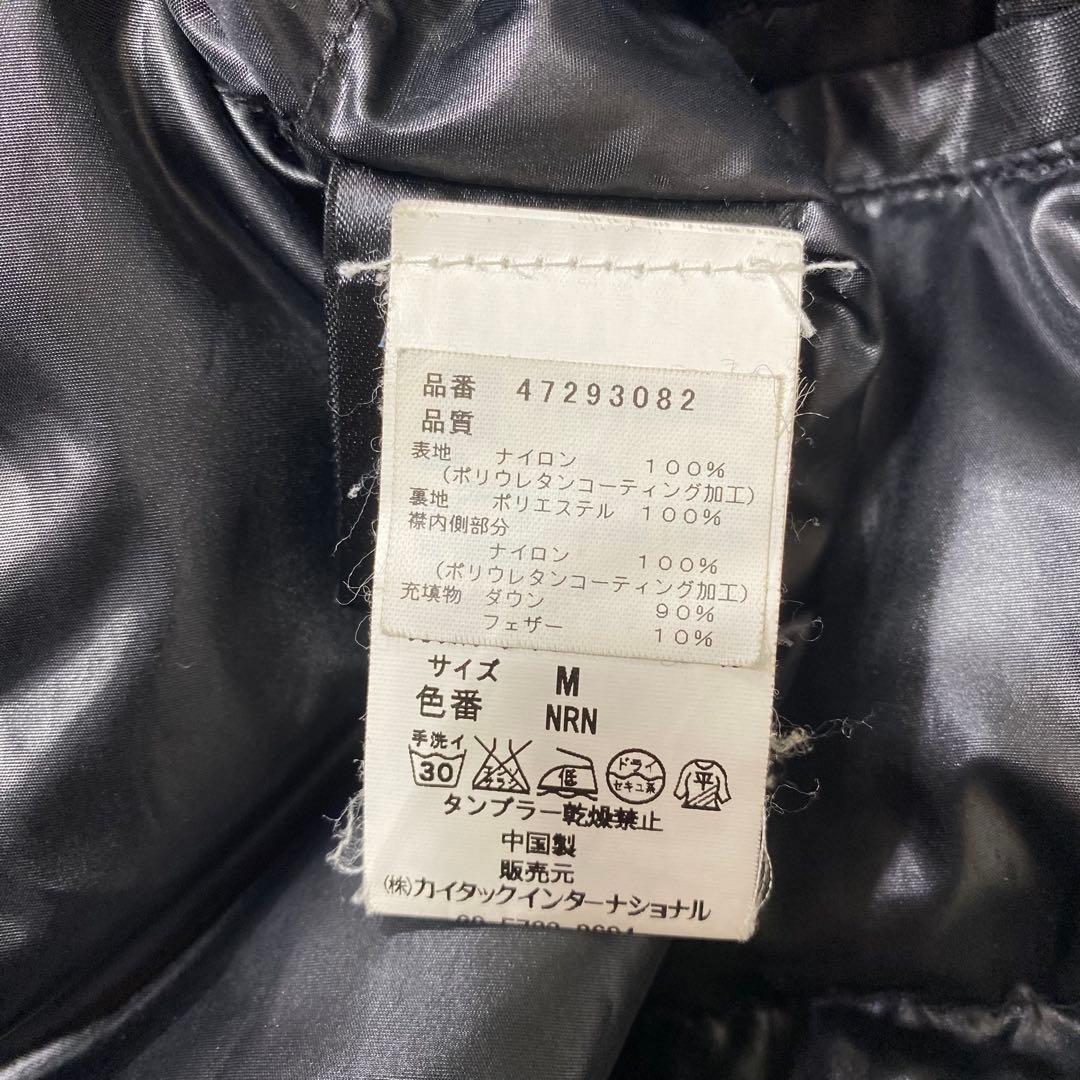 品番 47293082
品質
表地 ナイロン 100%
(ポリウレタンコーティング加工)
裏地 ポリエステル 100%
襟内側部分
ナイロン 100%
(ポリウレタンコーティング加工)
充填物 ダウン 90%
フェザー 10%
サイズ M
色番 NRN
手洗イ ドライ
30 エンソ 低 セキユ系 平
タンブラー乾燥禁止
中国製
販売元
(株)カイタックインターナショナル